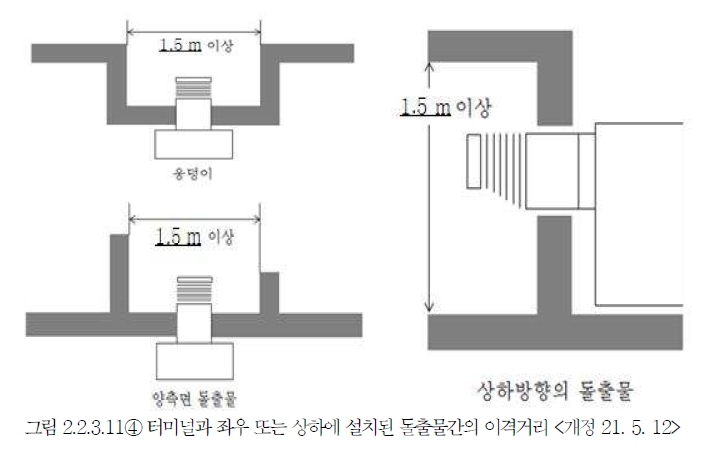 1.5 m 이상
웅덩이
1.5 m 이상
양측면 돌출물
1.5 m 이상
상하방향의 돌출물
그림 2.2.3.11④ 터미널과 좌우 또는 상하에 설치된 돌출물간의 이격거리 <개정 21. 5. 12>